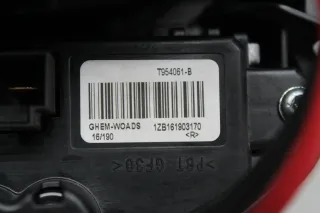 T954061-B
GHEM-WOADS 1ZB161903170
16/190 <R>
>PBT-GF30<